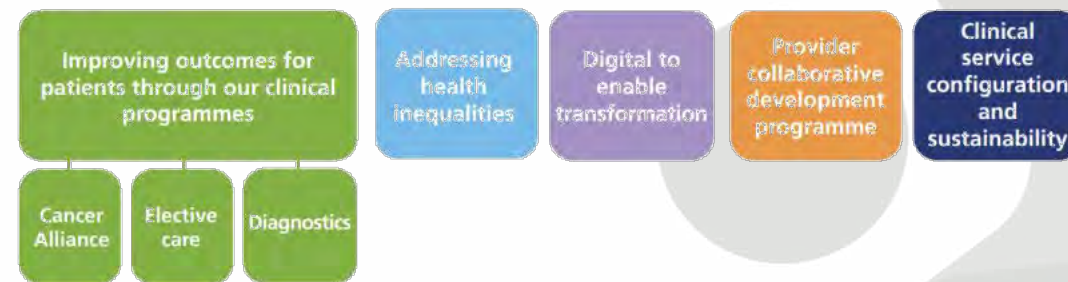 Improving outcomes for
patients through our clinical
programmes
Addressing
health
inequalities
Digital to
enable
transformation
Provider
collaborative
development
programme
Clinical
service
configuration
and
sustainability
Cancer
Alliance
Elective
care
Diagnostics